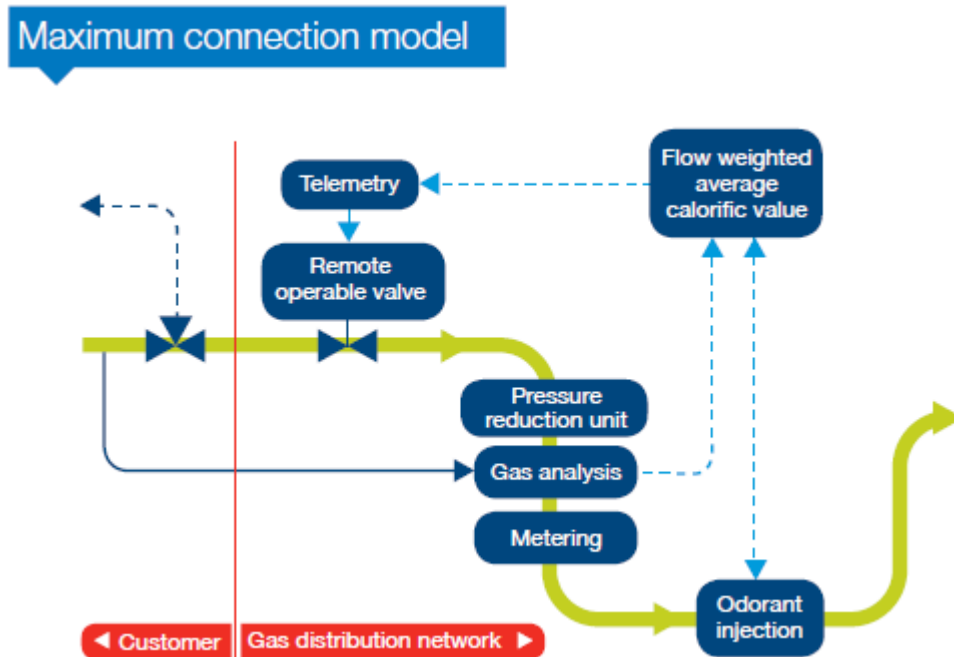 Maximum connection model
Telemetry
Flow weighted
average
calorific value
Remote
operable valve
Pressure
reduction unit
Gas analysis
Metering
Odorant
injection
Customer
Gas distribution network